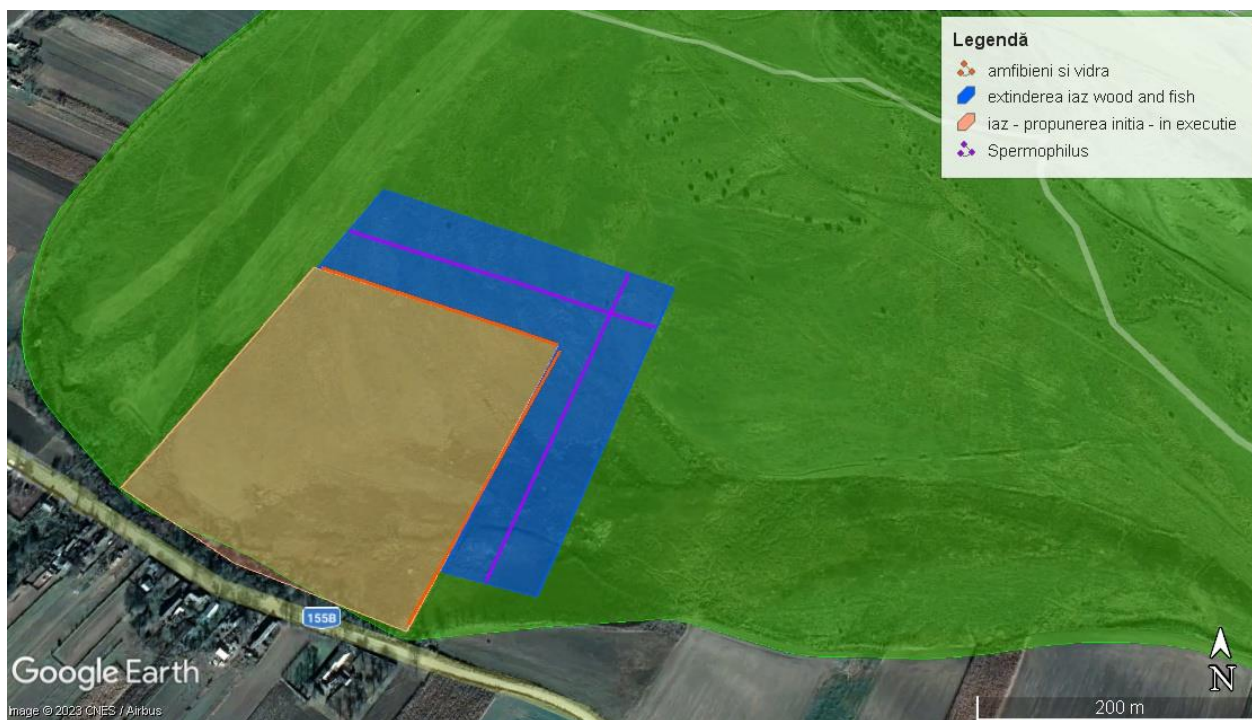 Legendă
amfibieni si vidra
extinderea iaz wood and fish
iaz - propunerea initia - in executie
Spermophilus
155B
Google Earth
Image © 2023 CNES / Airbus
N
200 m